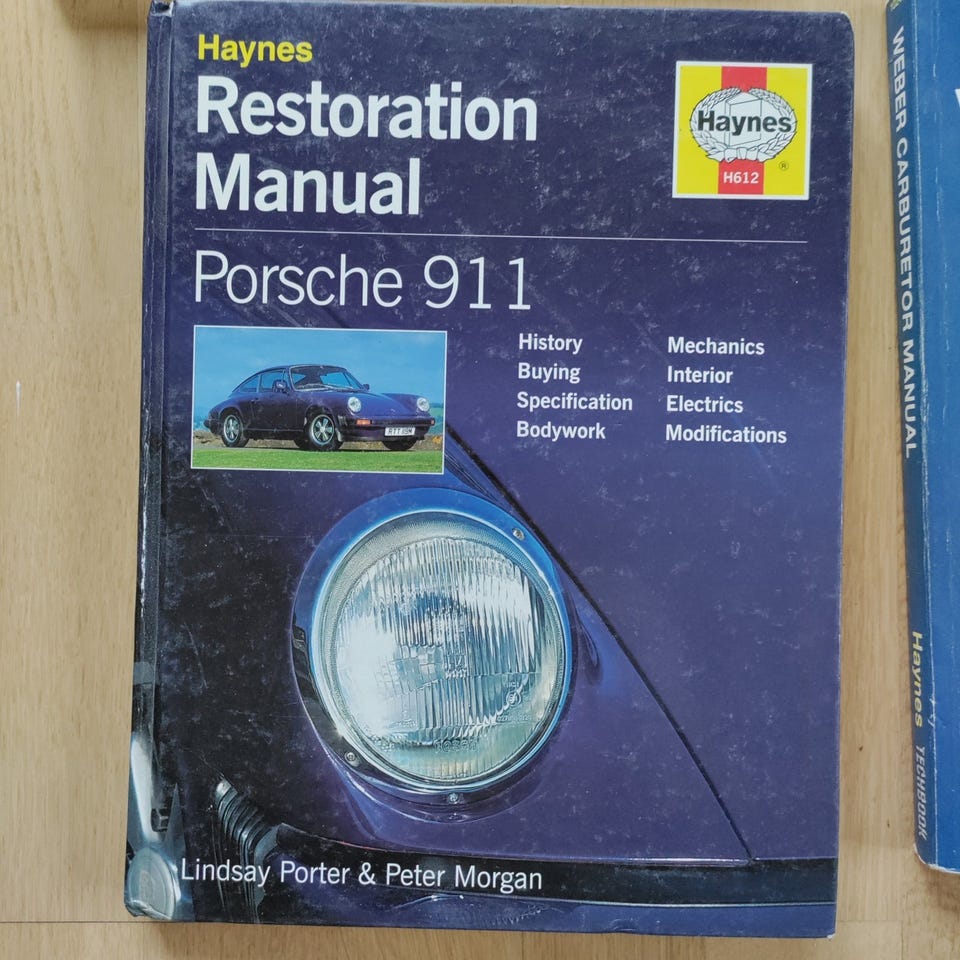 Haynes
Restoration
Manual
Haynes
®
H612
Porsche 911
History
Buying
Specification
Bodywork
Mechanics
Interior
Electrics
Modifications
Lindsay Porter & Peter Morgan
WEBER CARBURETOR MANUAL
Haynes TECHBOOK